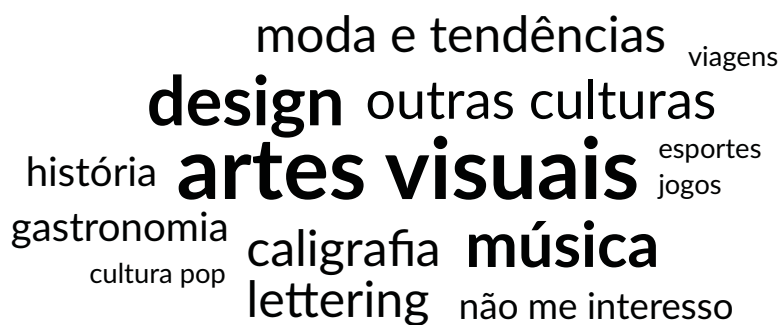 moda e tendências
viagens
design outras culturas
esportes
história artes visuais
jogos
gastronomia
caligrafia música
cultura pop
lettering não me interesso